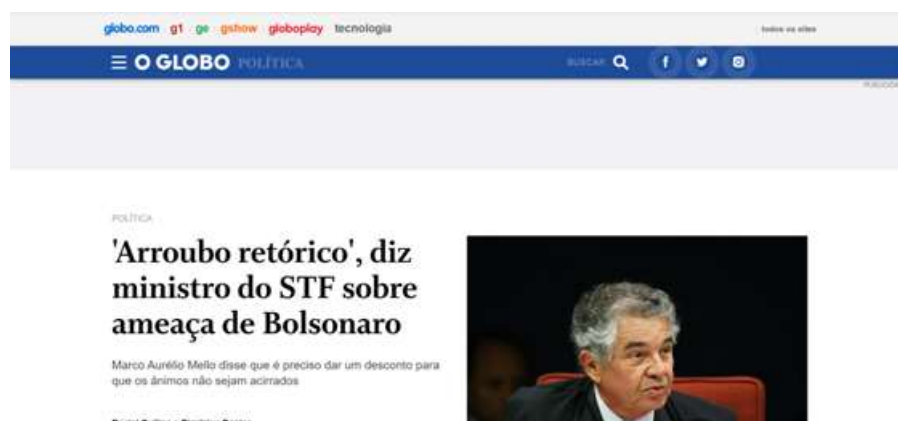 globo.com g1 ge gshow globoplay tecnologia
todos os sites
O GLOBO POLÍTICA
BUSCAR
POLÍTICA
'Arroubo retórico', diz
ministro do STF sobre
ameaça de Bolsonaro
Marco Aurélio Mello disse que é preciso dar um desconto para
que os ânimos não sejam acirrados